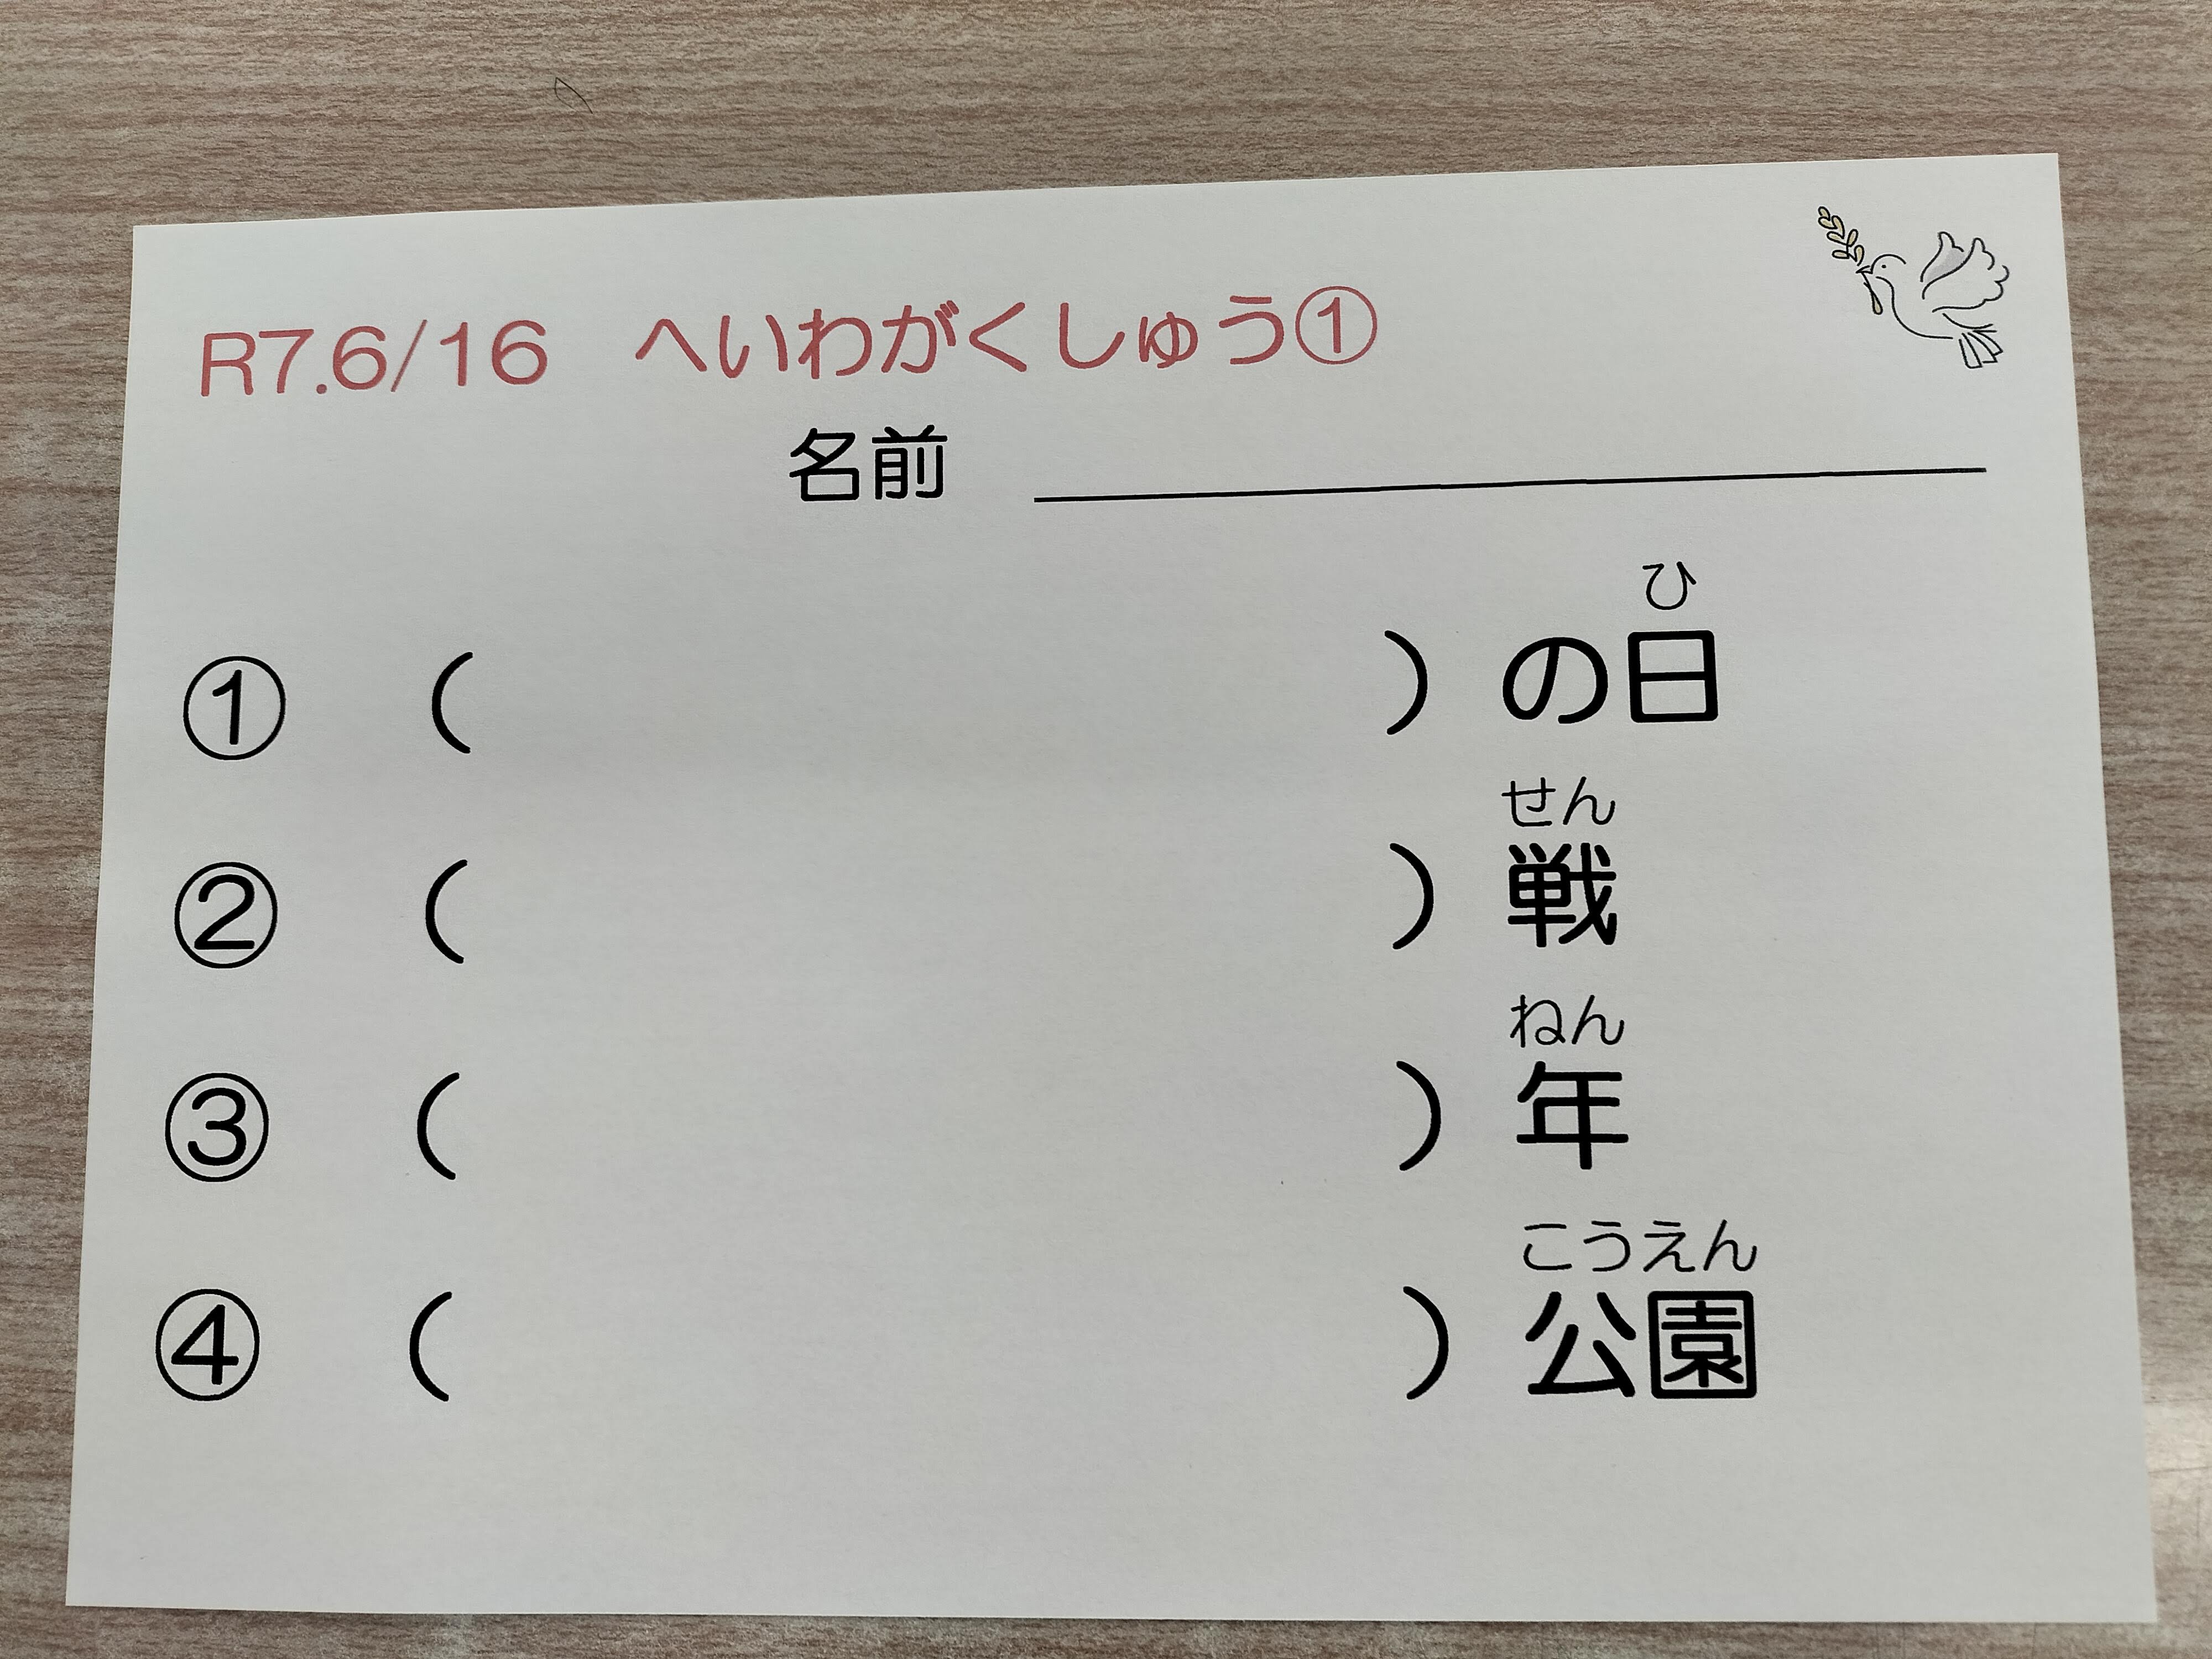 R7.6/16　へいわがくしゅう①
名前
ひ
①　（　　　　　　　　）の日
せん
②　（　　　　　　　　）戦
ねん
③　（　　　　　　　　）年
こうえん
④　（　　　　　　　　）公園